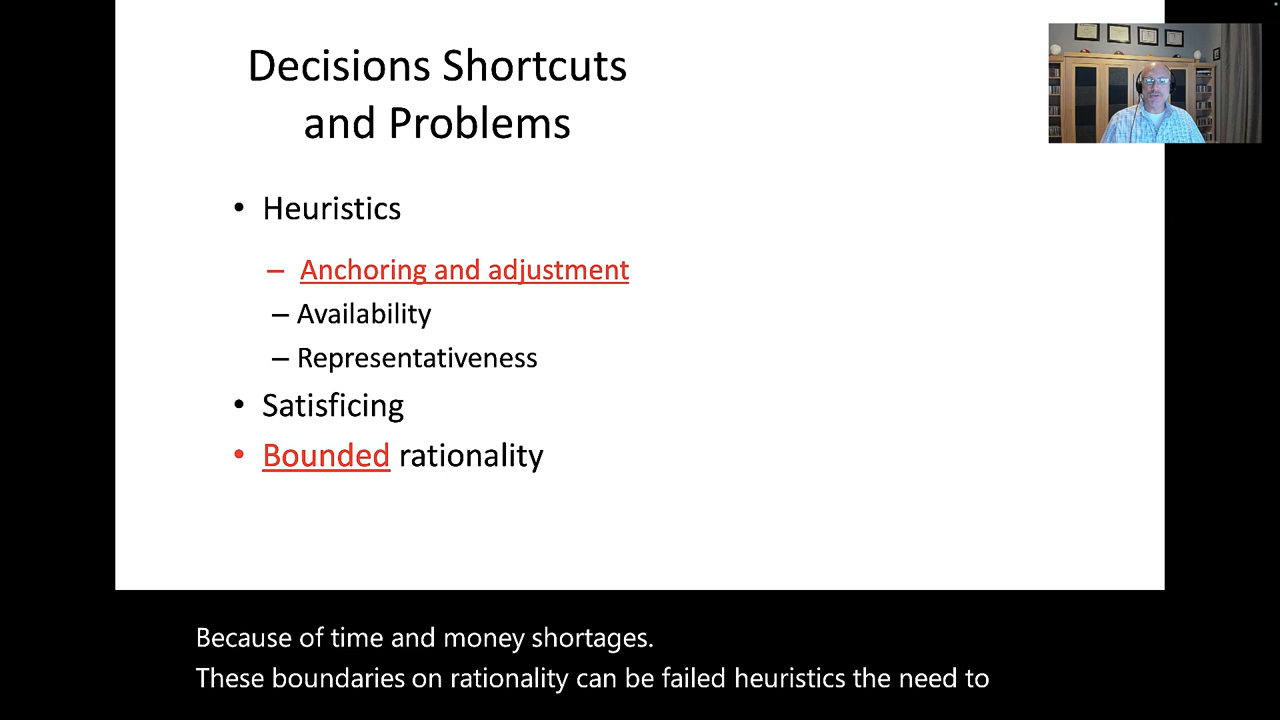 Decisions Shortcuts
and Problems
• Heuristics
– Anchoring and adjustment
– Availability
– Representativeness
• Satisficing
• Bounded rationality
Because of time and money shortages.
These boundaries on rationality can be failed heuristics the need to